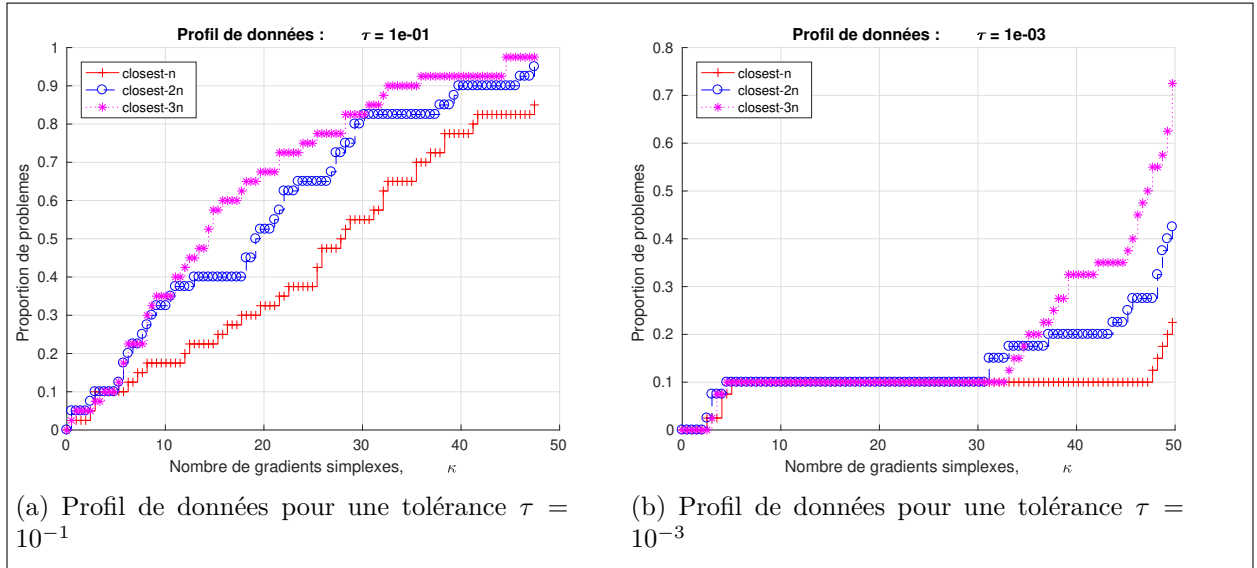 Profil de données : τ = 1e-01
closest-n
closest-2n
closest-3n
Proportion de problemes
1
0.9
0.8
0.7
0.6
0.5
0.4
0.3
0.2
0.1
0
0 10 20 30 40 50
Nombre de gradients simplexes, κ
(a) Profil de données pour une tolérance τ =
10⁻¹
Profil de données : τ = 1e-03
closest-n
closest-2n
closest-3n
Proportion de problemes
0.8
0.7
0.6
0.5
0.4
0.3
0.2
0.1
0
0 10 20 30 40 50
Nombre de gradients simplexes, κ
(b) Profil de données pour une tolérance τ =
10⁻³